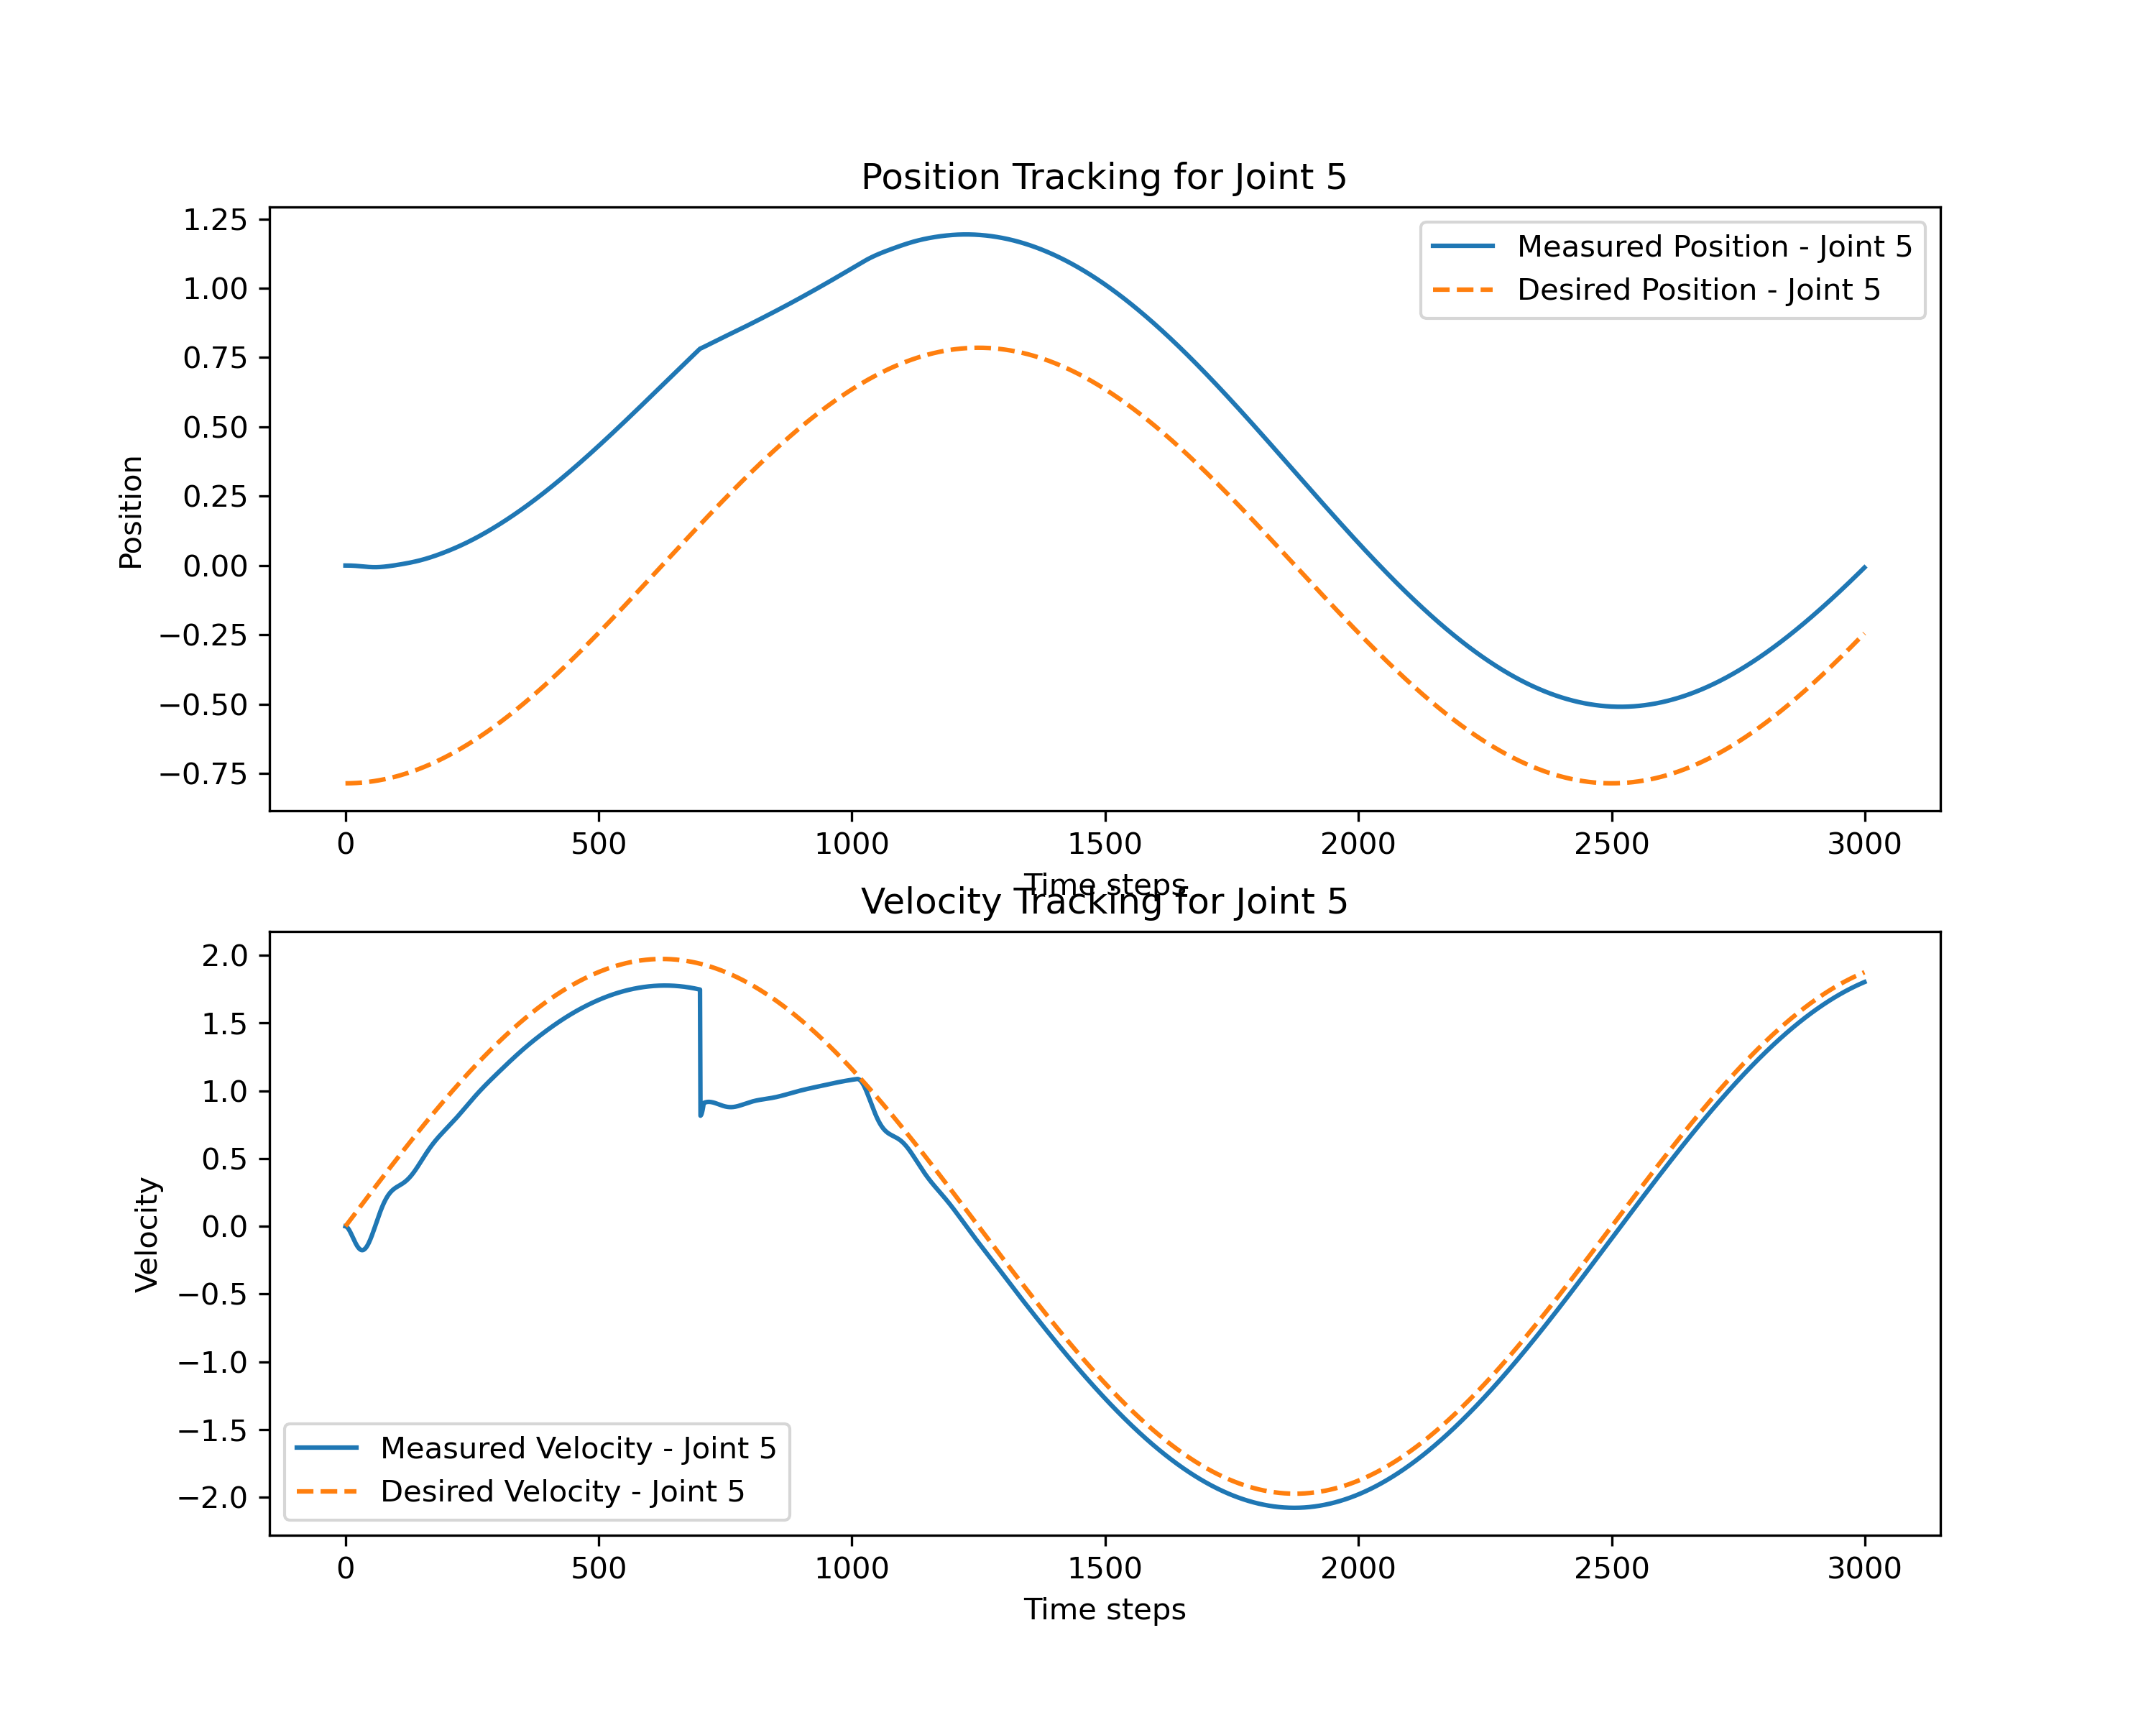 Position Tracking for Joint 5
1.25
1.00
0.75
0.50
0.25
0.00
−0.25
−0.50
−0.75
Position
Measured Position - Joint 5
Desired Position - Joint 5
0 500 1000 1500 2000 2500 3000
Time steps
Velocity Tracking for Joint 5
2.0
1.5
1.0
0.5
0.0
−0.5
−1.0
−1.5
−2.0
Velocity
Measured Velocity - Joint 5
Desired Velocity - Joint 5
0 500 1000 1500 2000 2500 3000
Time steps